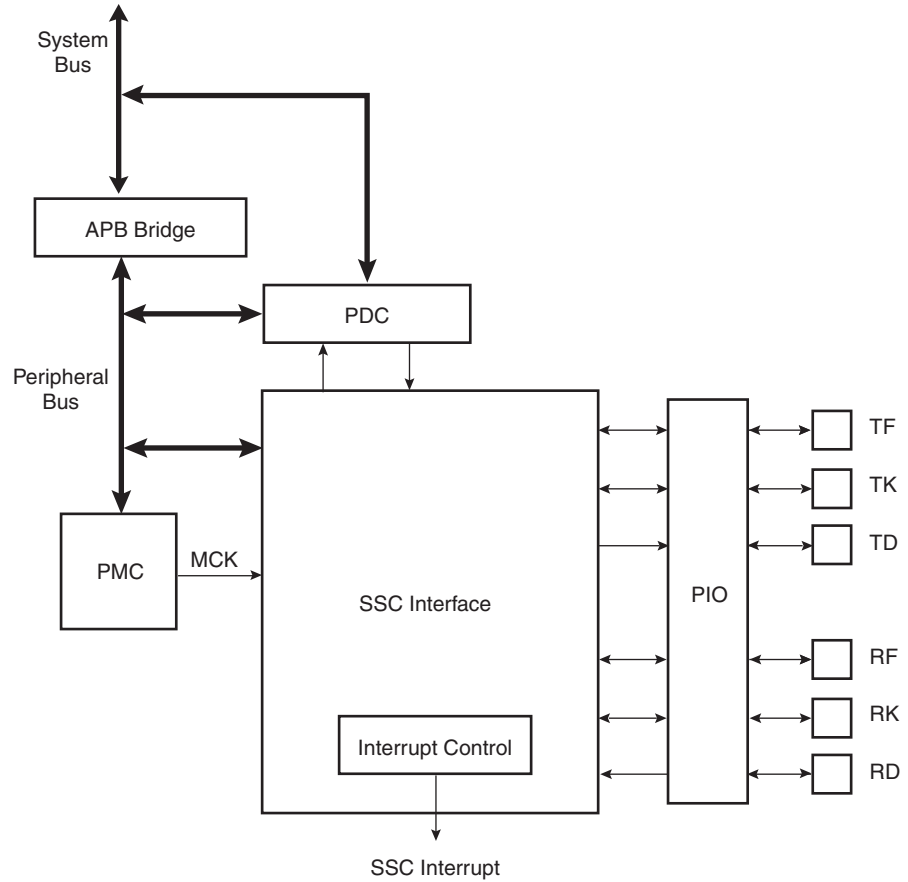 System
Bus
APB Bridge
PDC
Peripheral
Bus
PMC
MCK
SSC Interface
Interrupt Control
SSC Interrupt
PIO
TF
TK
TD
RF
RK
RD